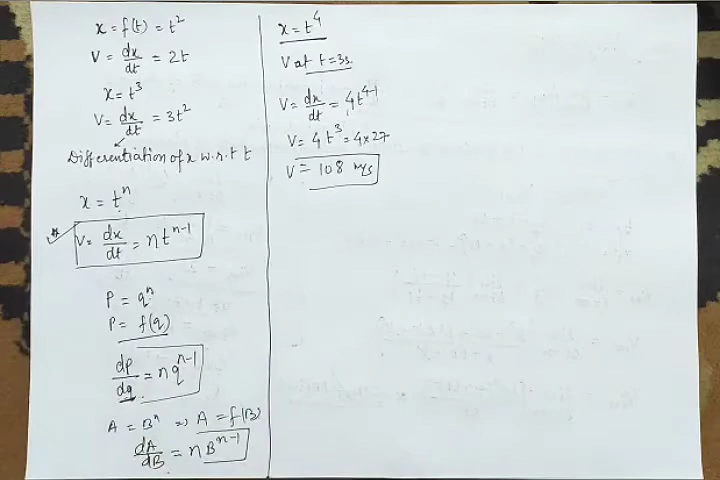 x = f(t) = t²
V = dx/dt = 2t
x = t³
V = dx/dt = 3t²
Differentiation of x w.r.t t
x = tⁿ
V = dx/dt = n tⁿ⁻¹
P = qⁿ
P = f(q)
dP/dq = n qⁿ⁻¹
A = Bⁿ ⇒ A = f(B)
dA/dB = n Bⁿ⁻¹
x = t⁴
V at t = 3s.
V = dx/dt = 4t⁴⁻¹
V = 4t³ = 4 × 27
V = 108 m/s